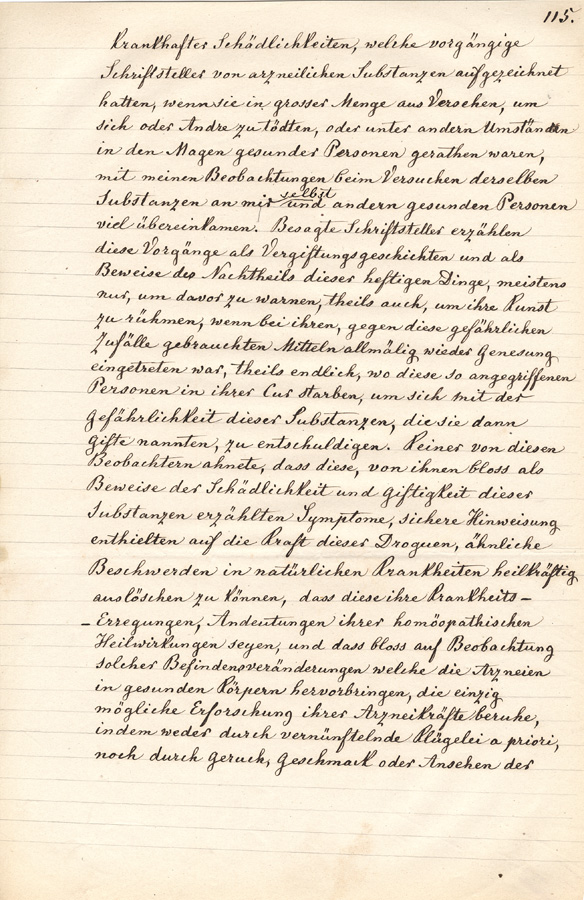 115.
Krankhafter Schädlichkeiten, welche vorgängige
Schriftsteller von arzneilichen Substanzen aufgezeichnet
hatten, wenn sie in grosser Menge aus Versehen, um
sich oder Andre zu tödten, oder unter andern Umständen
in den Magen gesunder Personen gerathen waren,
mit meinen Beobachtungen beim Versuchen derselben
selbst
Substanzen an mir und andern gesunden Personen
viel übereinkamen. Besagte Schriftsteller erzählen
diese Vorgänge als Vergiftungsgeschichten und als
Beweise des Nachtheils dieser heftigen Dinge, meistens
nur, um davor zu warnen, theils auch, um ihre Kunst
zu rühmen, wenn bei ihren, gegen diese gefährlichen
Zufälle gebrauchten Mitteln allmälig wieder Genesung
eingetreten war, theils endlich, wo diese so angegriffenen
Personen in ihrer Cur starben, um sich mit der
Gefährlichkeit dieser Substanzen, die sie dann
Gifte nannten, zu entschuldigen. Keiner von diesen
Beobachtern ahnete, dass diese, von ihnen bloss als
Beweise der Schädlichkeit und Giftigkeit dieser
Substanzen erzählten Symptome, sichere Hinweisung
enthielten auf die Kraft dieser Droguen, ähnliche
Beschwerden in natürlichen Krankheiten heilkräftig
auslöschen zu können, dass diese ihre Krankheits-
-Erregungen, Andeutungen ihrer homöopathischen
Heilwirkungen seyen, und dass bloss auf Beobachtung
solcher Befindensveränderungen welche die Arzneien
in gesunden Körpern hervorbringen, die einzig
mögliche Erforschung ihrer Arzneikräfte beruhe,
indem weder durch vernünftelnde Klügelei a priori,
noch durch Geruch, Geschmack oder Ansehen der